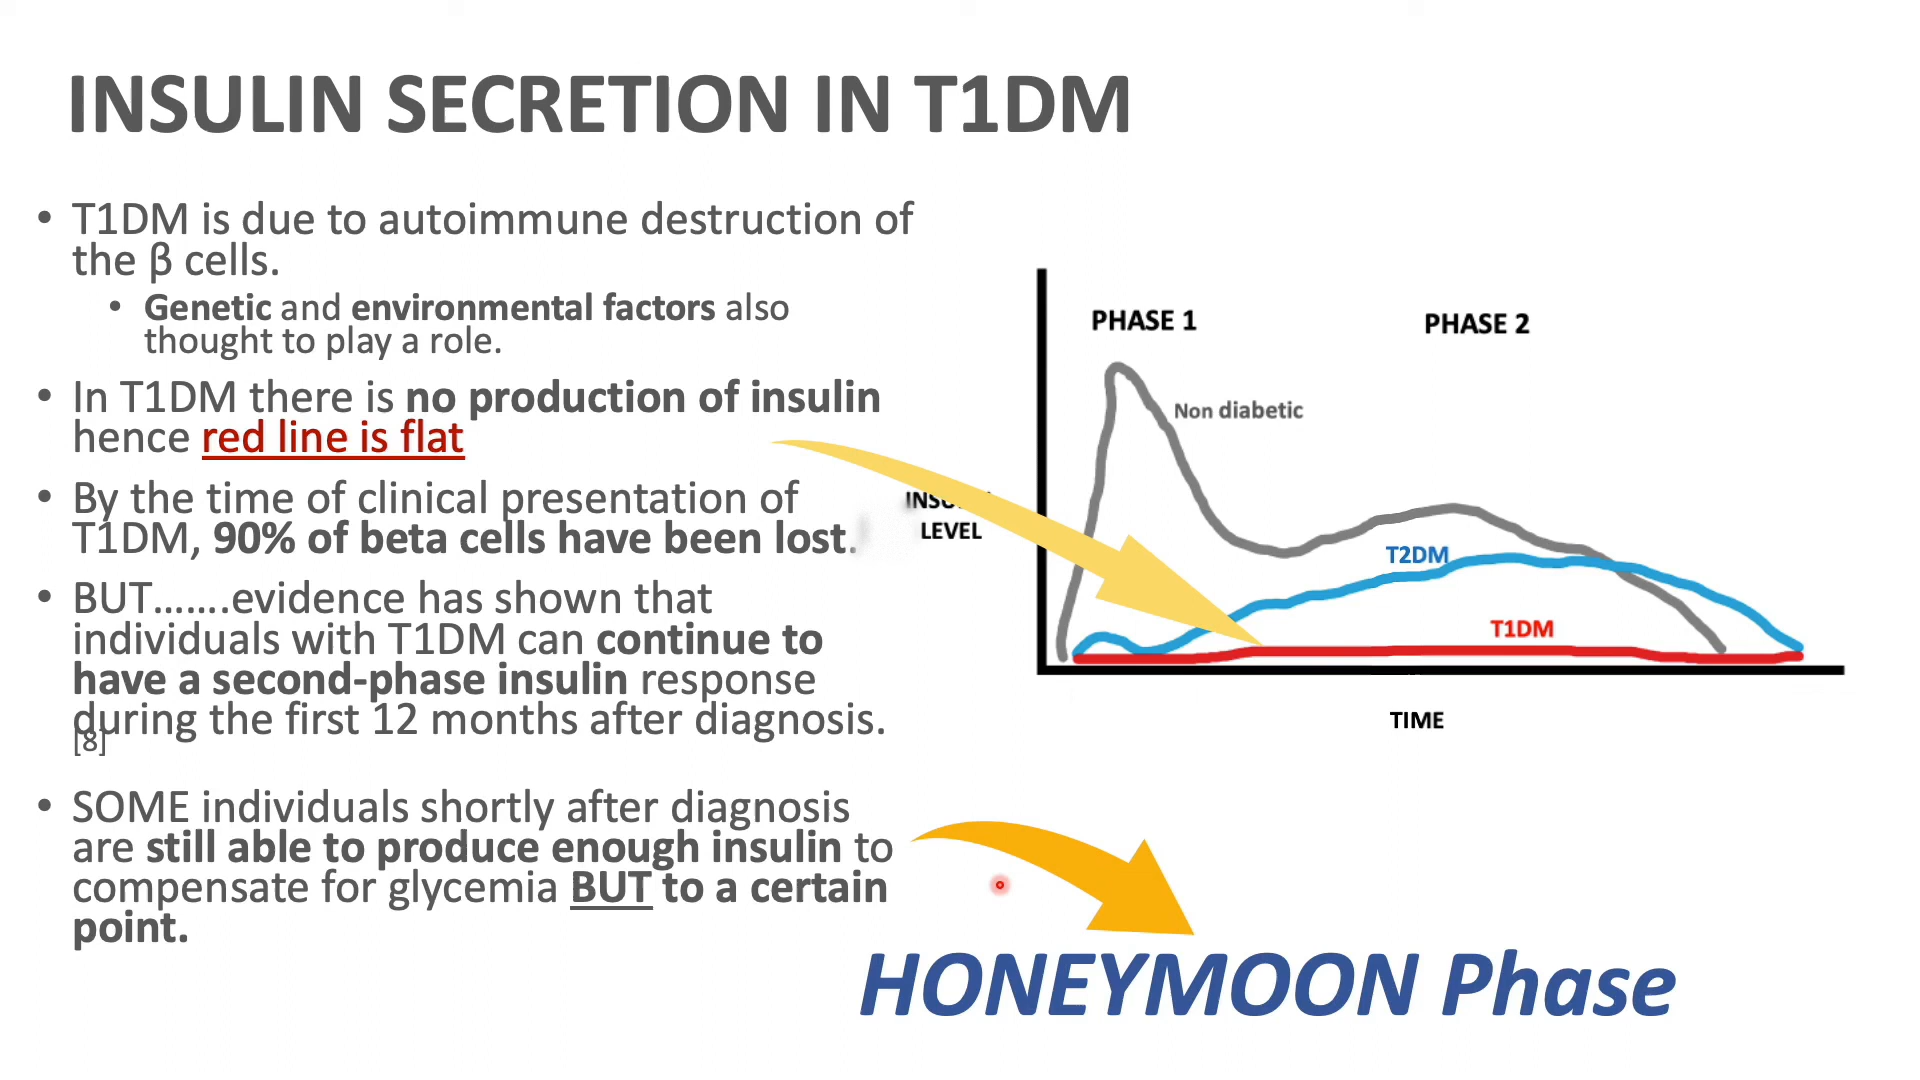 INSULIN SECRETION IN T1DM
• T1DM is due to autoimmune destruction of
the β cells.
• Genetic and environmental factors also
thought to play a role.
• In T1DM there is no production of insulin
hence red line is flat
• By the time of clinical presentation of
T1DM, 90% of beta cells have been lost.
• BUT…….evidence has shown that
individuals with T1DM can continue to
have a second-phase insulin response
during the first 12 months after diagnosis.
[8]
• SOME individuals shortly after diagnosis
are still able to produce enough insulin to
compensate for glycemia BUT to a certain
point.
PHASE 1
PHASE 2
Non diabetic
LEVEL
T2DM
T1DM
TIME
HONEYMOON Phase